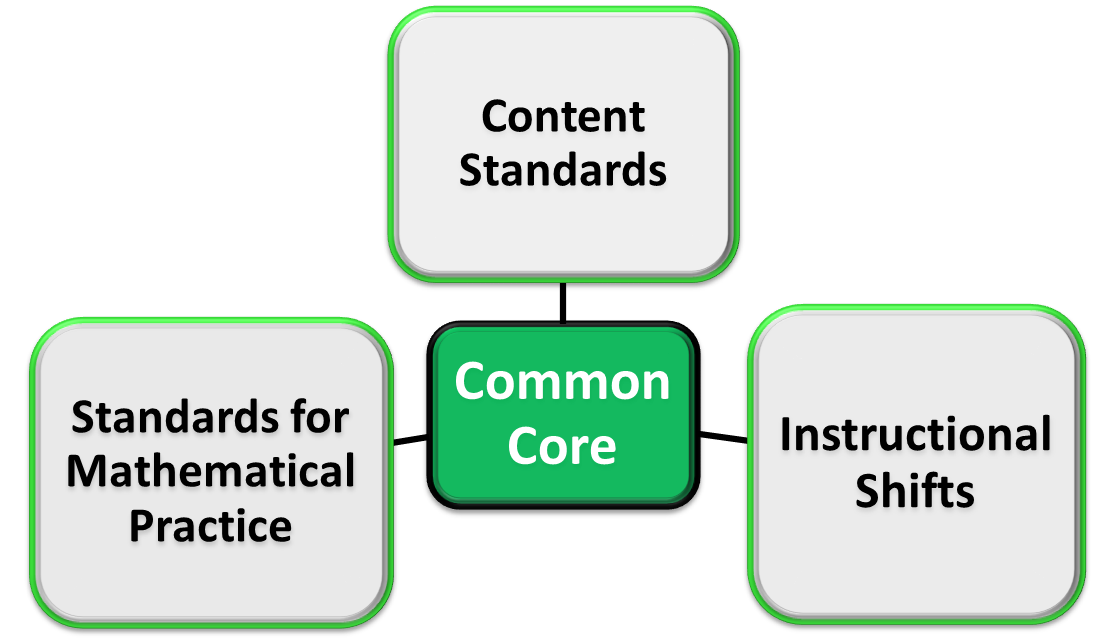 Content
Standards
Common
Core
Standards for
Mathematical
Practice
Instructional
Shifts